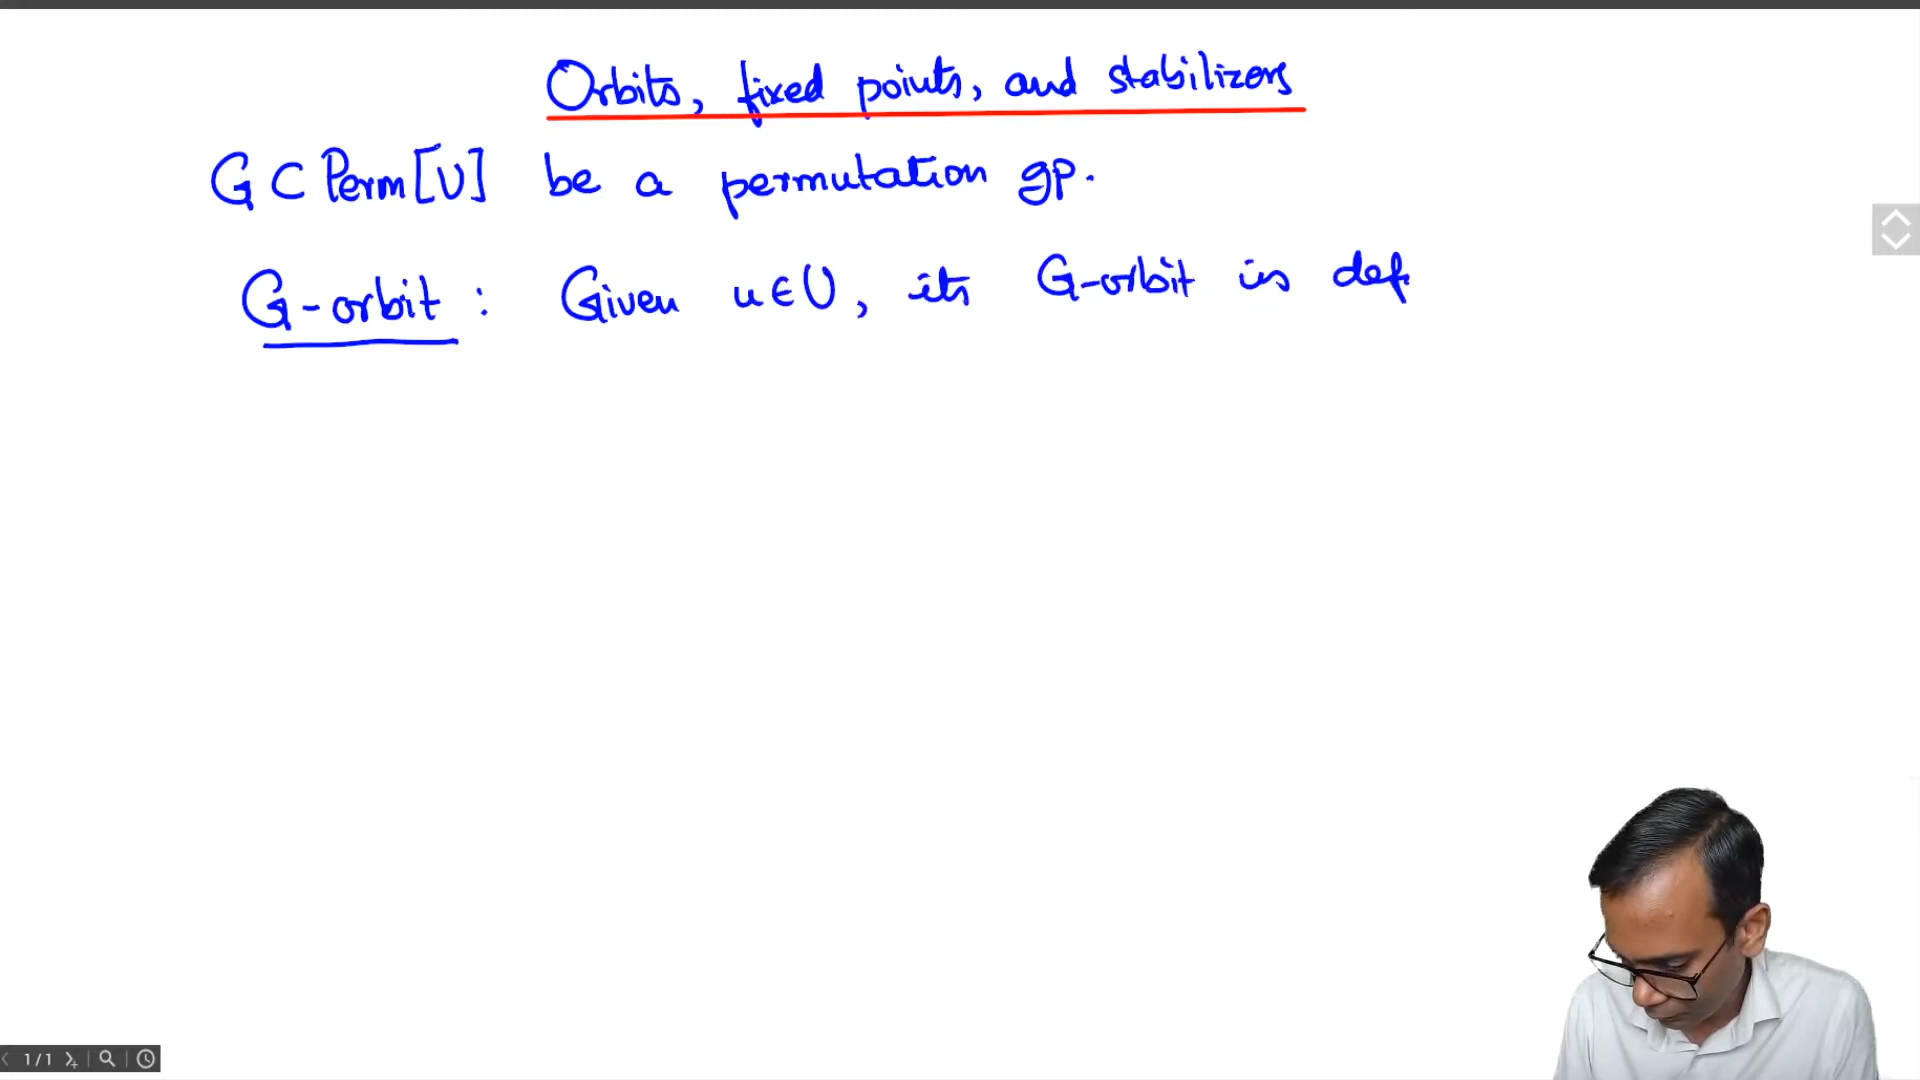 Orbits, fixed points, and stabilizers
G ⊂ Perm[U] be a permutation gp.
G-orbit : Given u∈U, its G-orbit is def
1/1